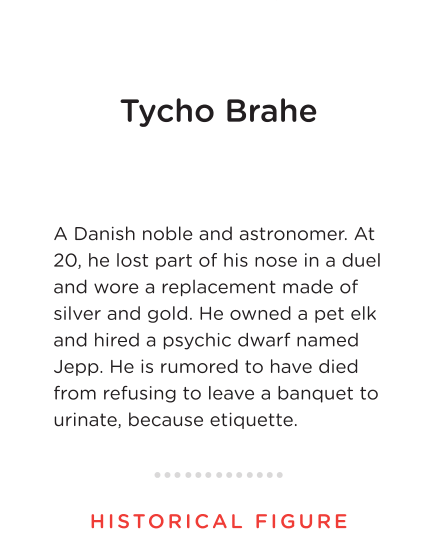 Tycho Brahe
A Danish noble and astronomer. At
20, he lost part of his nose in a duel
and wore a replacement made of
silver and gold. He owned a pet elk
and hired a psychic dwarf named
Jepp. He is rumored to have died
from refusing to leave a banquet to
urinate, because etiquette.
HISTORICAL FIGURE